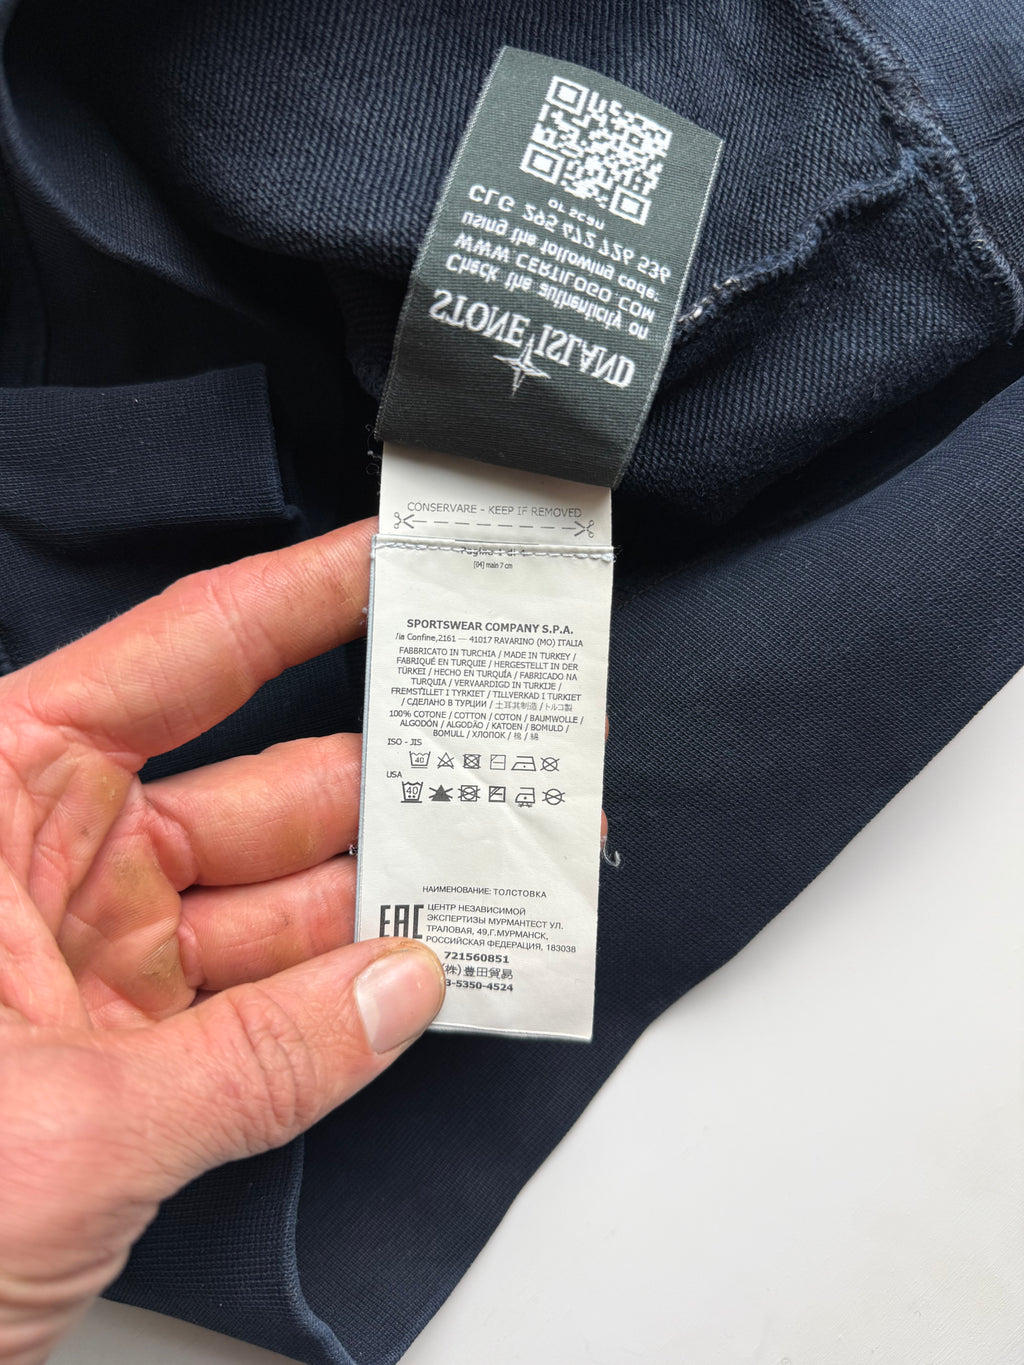 STONE ISLAND
Check the authenticity on
WWW.CERTILOGO.COM
using the following code:
CLG 295 472 726 536
or scan
CONSERVARE - KEEP IF REMOVED
[04] main 7 cm
SPORTSWEAR COMPANY S.P.A.
Confine,2161 — 41017 RAVARINO (MO) ITALIA
FABBRICATO IN TURCHIA / MADE IN TURKEY /
FABRIQUÉ EN TURQUIE / HERGESTELLT IN DER
TÜRKEI / HECHO EN TURQUÍA / FABRICADO NA
TURQUIA / VERVAARDIGD IN TURKIJE /
FREMSTILLET I TYRKIET / TILLVERKAD I TURKIET
/ СДЕЛАНО В ТУРЦИИ / 土耳其制造 / トルコ製
100% COTONE / COTTON / COTON / BAUMWOLLE /
ALGODÓN / ALGODÃO / KATOEN / BOMULD /
BOMULL / ХЛОПОК / 棉 / 綿
ISO - JIS
40
USA
40
НАИМЕНОВАНИЕ: ТОЛСТОВКА
EAC
ЦЕНТР НЕЗАВИСИМОЙ
ЭКСПЕРТИЗЫ МУРМАНТЕСТ УЛ.
ТРАЛОВАЯ, 49,Г.МУРМАНСК,
РОССИЙСКАЯ ФЕДЕРАЦИЯ, 183038
721560851
(株)豊田貿易
3-5350-4524